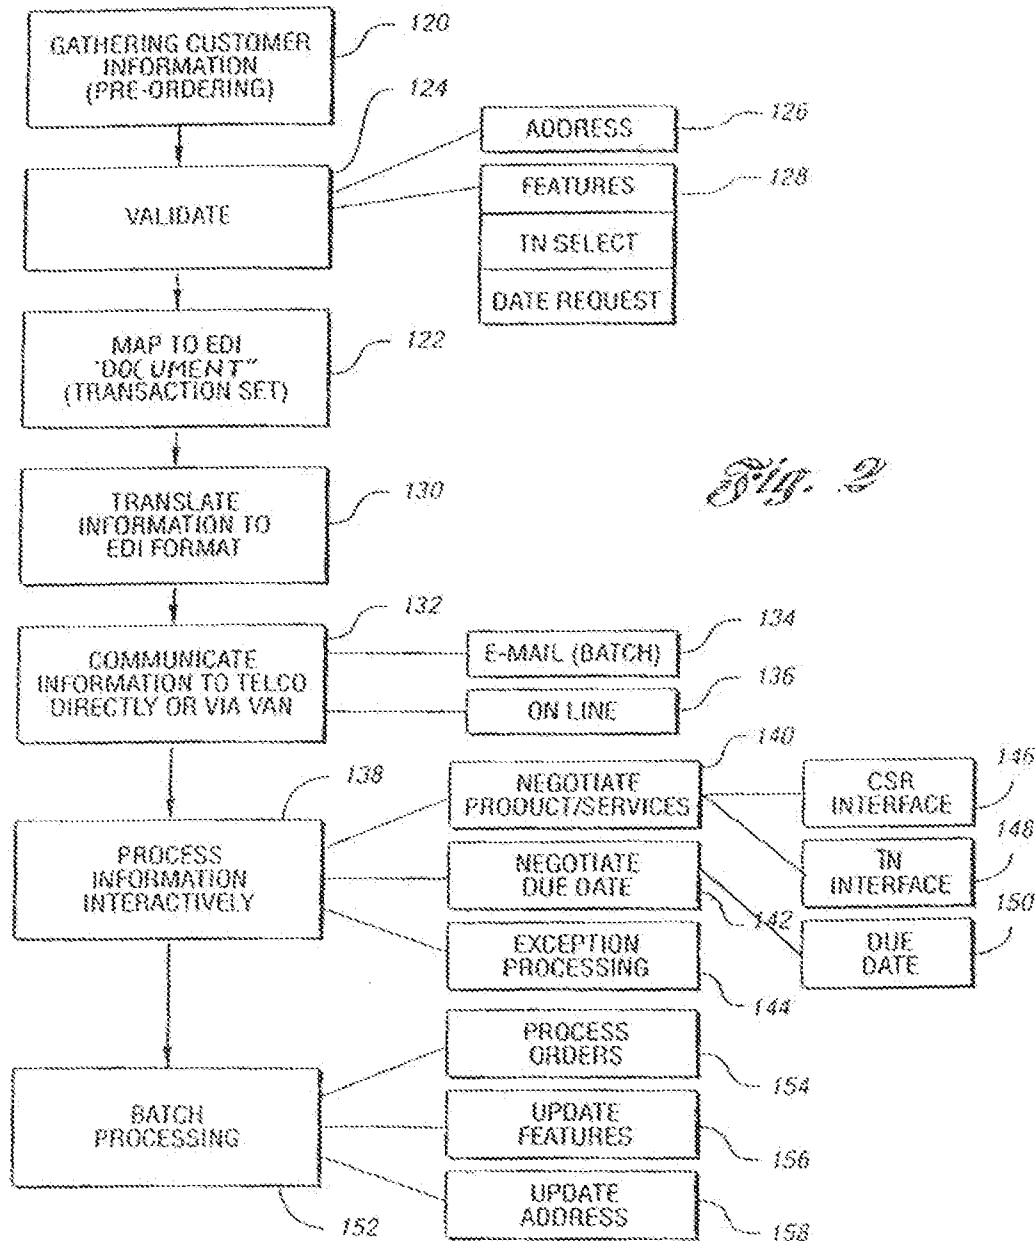 120
GATHERING CUSTOMER
INFORMATION
(PRE-ORDERING)
124
VALIDATE
ADDRESS
126
FEATURES
128
TN SELECT
DATE REQUEST
MAP TO EDI
"DOCUMENT"
(TRANSACTION SET)
122
Fig. 2
TRANSLATE
INFORMATION TO
EDI FORMAT
130
132
COMMUNICATE
INFORMATION TO TELCO
DIRECTLY OR VIA VAN
E-MAIL (BATCH)
134
ON LINE
136
138
PROCESS
INFORMATION
INTERACTIVELY
140
NEGOTIATE
PRODUCT/SERVICES
CSR
INTERFACE
146
NEGOTIATE
DUE DATE
142
TN
INTERFACE
148
EXCEPTION
PROCESSING
144
DUE
DATE
150
BATCH
PROCESSING
152
PROCESS
ORDERS
154
UPDATE
FEATURES
156
UPDATE
ADDRESS
158